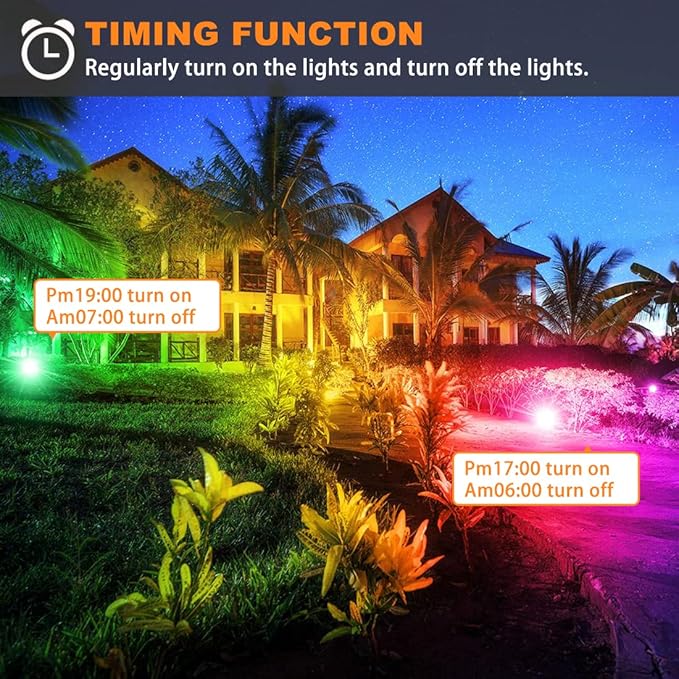 TIMING FUNCTION
Regularly turn on the lights and turn off the lights.
Pm19:00 turn on
Am07:00 turn off
Pm17:00 turn on
Am06:00 turn off